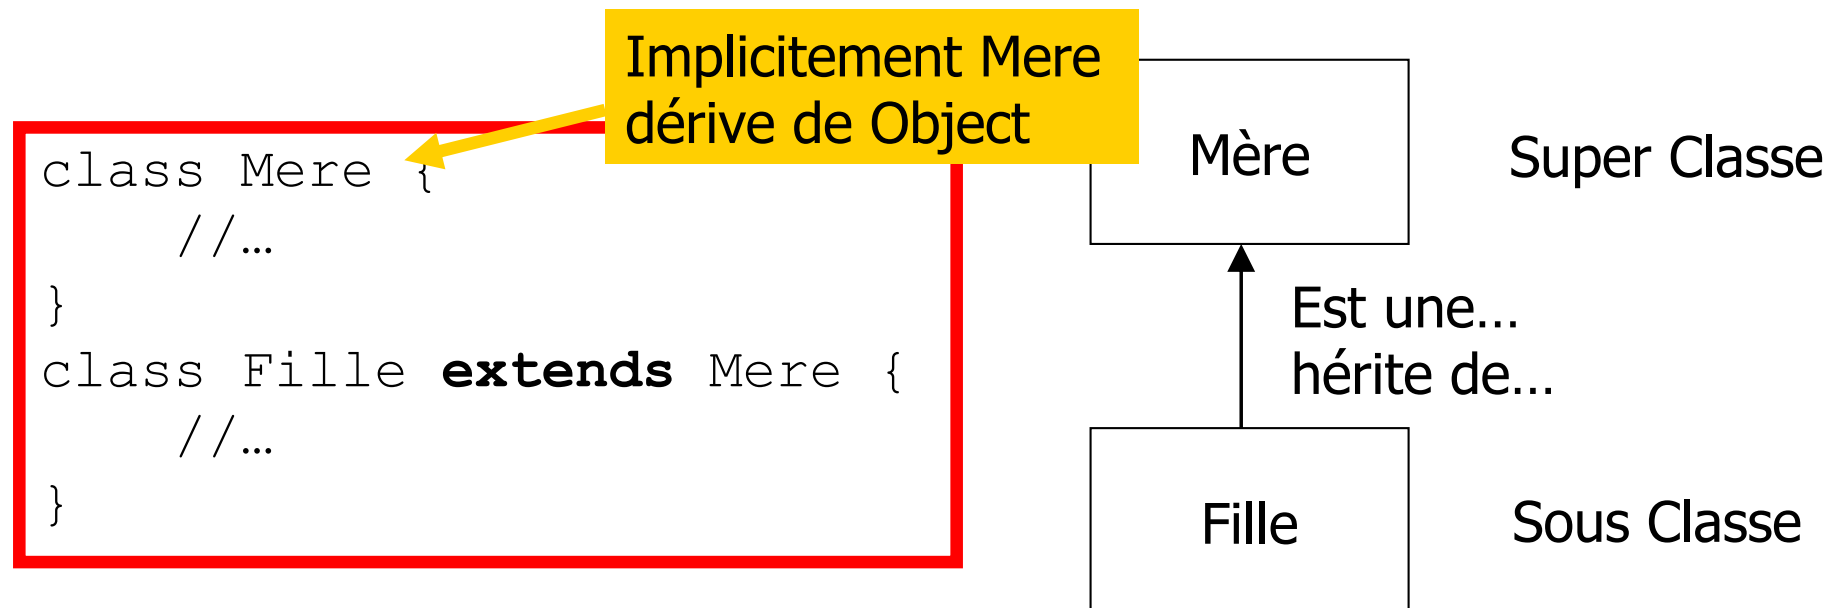 Implicitement Mere
dérive de Object
class Mere {
//…
}
class Fille extends Mere {
//…
}
Mère
Super Classe
Est une…
hérite de…
Fille
Sous Classe